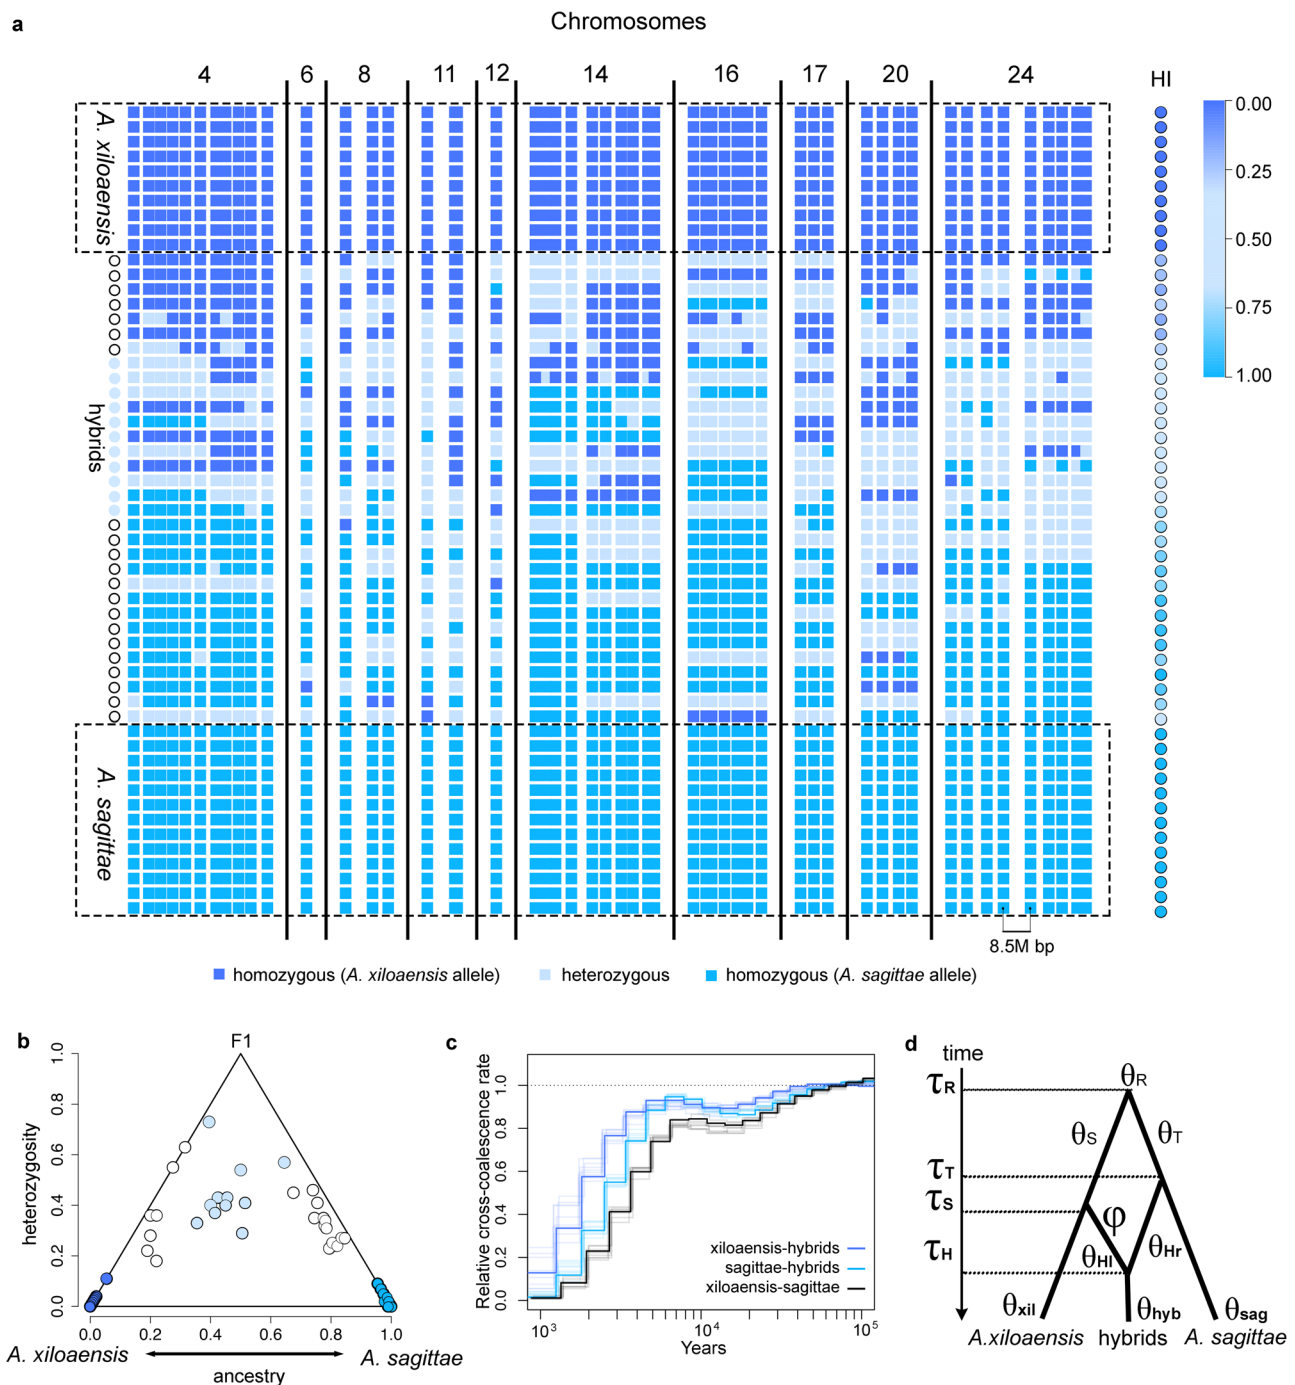 a
Chromosomes
4 6 8 11 12 14 16 17 20 24 HI
A. xiloaensis
hybrids
A. sagittae
0.00
0.25
0.50
0.75
1.00
8.5M bp
homozygous (A. xiloaensis allele) heterozygous homozygous (A. sagittae allele)
b
F1
heterozygosity
1.0
0.8
0.6
0.4
0.2
0.0
0.0 0.2 0.4 0.6 0.8 1.0
A. xiloaensis A. sagittae
ancestry
c
Relative cross-coalescence rate
1.0
0.8
0.6
0.4
0.2
0.0
xiloaensis-hybrids
sagittae-hybrids
xiloaensis-sagittae
10³ 10⁴ 10⁵
Years
d
time
τR θR
θS θT
τT
τS φ
τH θHl θHr
θxil θhyb θsag
A.xiloaensis hybrids A. sagittae